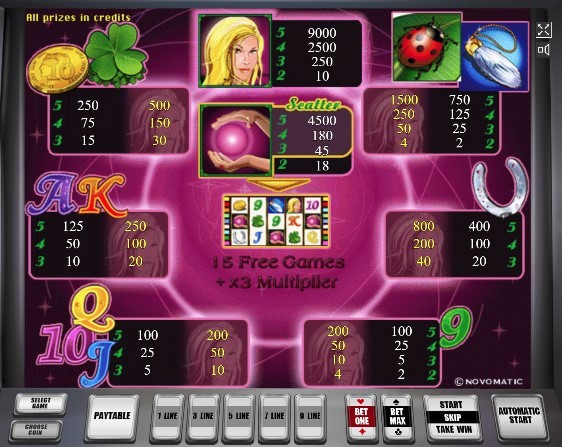 All prizes in credits
10
5 9000
4 2500
3 250
2 10
5 250 500
4 75 150
3 15 30
Scatter
5 4500
4 180
3 45
2 18
1500 750 5
250 125 4
50 25 3
4 2 2
A K
5 125 250
4 50 100
3 10 20
800 400 5
200 100 4
40 20 3
9 10
J K
15 Free Games
+x3 Multiplier
Q
10
J
5 100 200
4 25 50
3 5 10
200 100 5
50 25 4
10 5 3
4 2 2
9
© NOVOMATIC
SELECT GAME
CHOOSE COIN
PAYTABLE
1 LINE
3 LINE
5 LINE
7 LINE
9 LINE
BET ONE
BET MAX
START
SKIP
TAKE WIN
AUTOMATIC START